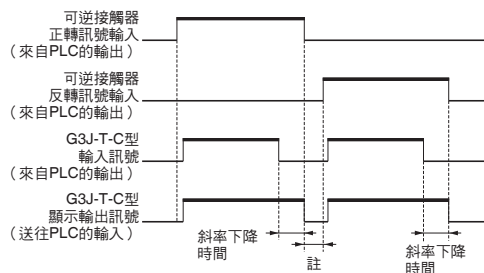 可逆接觸器
正轉訊號輸入
（來自PLC的輸出）
可逆接觸器
反轉訊號輸入
（來自PLC的輸出）
G3J-T-C型
輸入訊號
（來自PLC的輸出）
G3J-T-C型
顯示輸出訊號
（送往PLC的輸入）
斜率下降
時間
註
斜率下降
時間